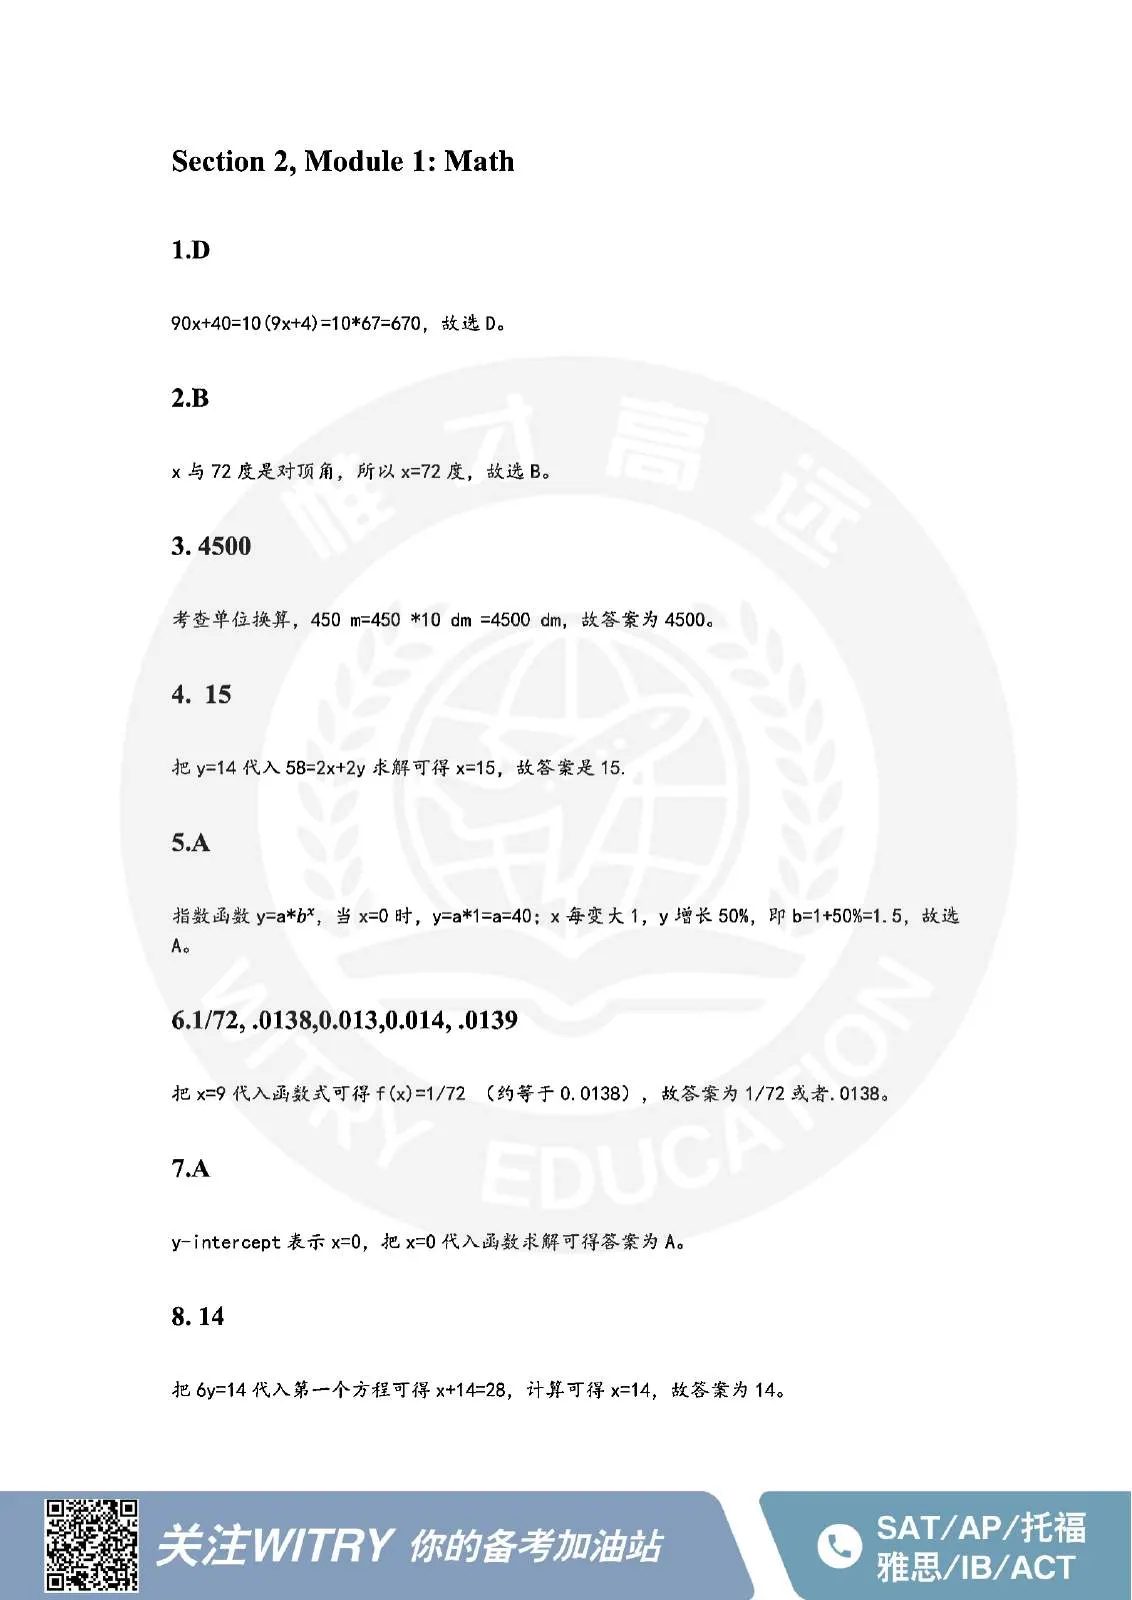 Section 2, Module 1: Math
1.D
90x+40=10(9x+4)=10*67=670，故选 D。
2.B
x 与 72 度是对顶角，所以 x=72 度，故选 B。
3. 4500
考查单位换算，450 m=450 *10 dm =4500 dm，故答案为 4500。
4. 15
把 y=14 代入 58=2x+2y 求解可得 x=15，故答案是 15.
5.A
指数函数 y=a*bˣ，当 x=0 时，y=a*1=a=40；x 每变大 1，y 增长 50%，即 b=1+50%=1.5，故选
A。
6.1/72, .0138,0.013,0.014, .0139
把 x=9 代入函数式可得 f(x)=1/72 （约等于 0.0138），故答案为 1/72 或者.0138。
7.A
y-intercept 表示 x=0，把 x=0 代入函数求解可得答案为 A。
8. 14
把 6y=14 代入第一个方程可得 x+14=28，计算可得 x=14，故答案为 14。
惟才高远
WITRY EDUCATION
关注WITRY 你的备考加油站
SAT/AP/托福
雅思/IB/ACT